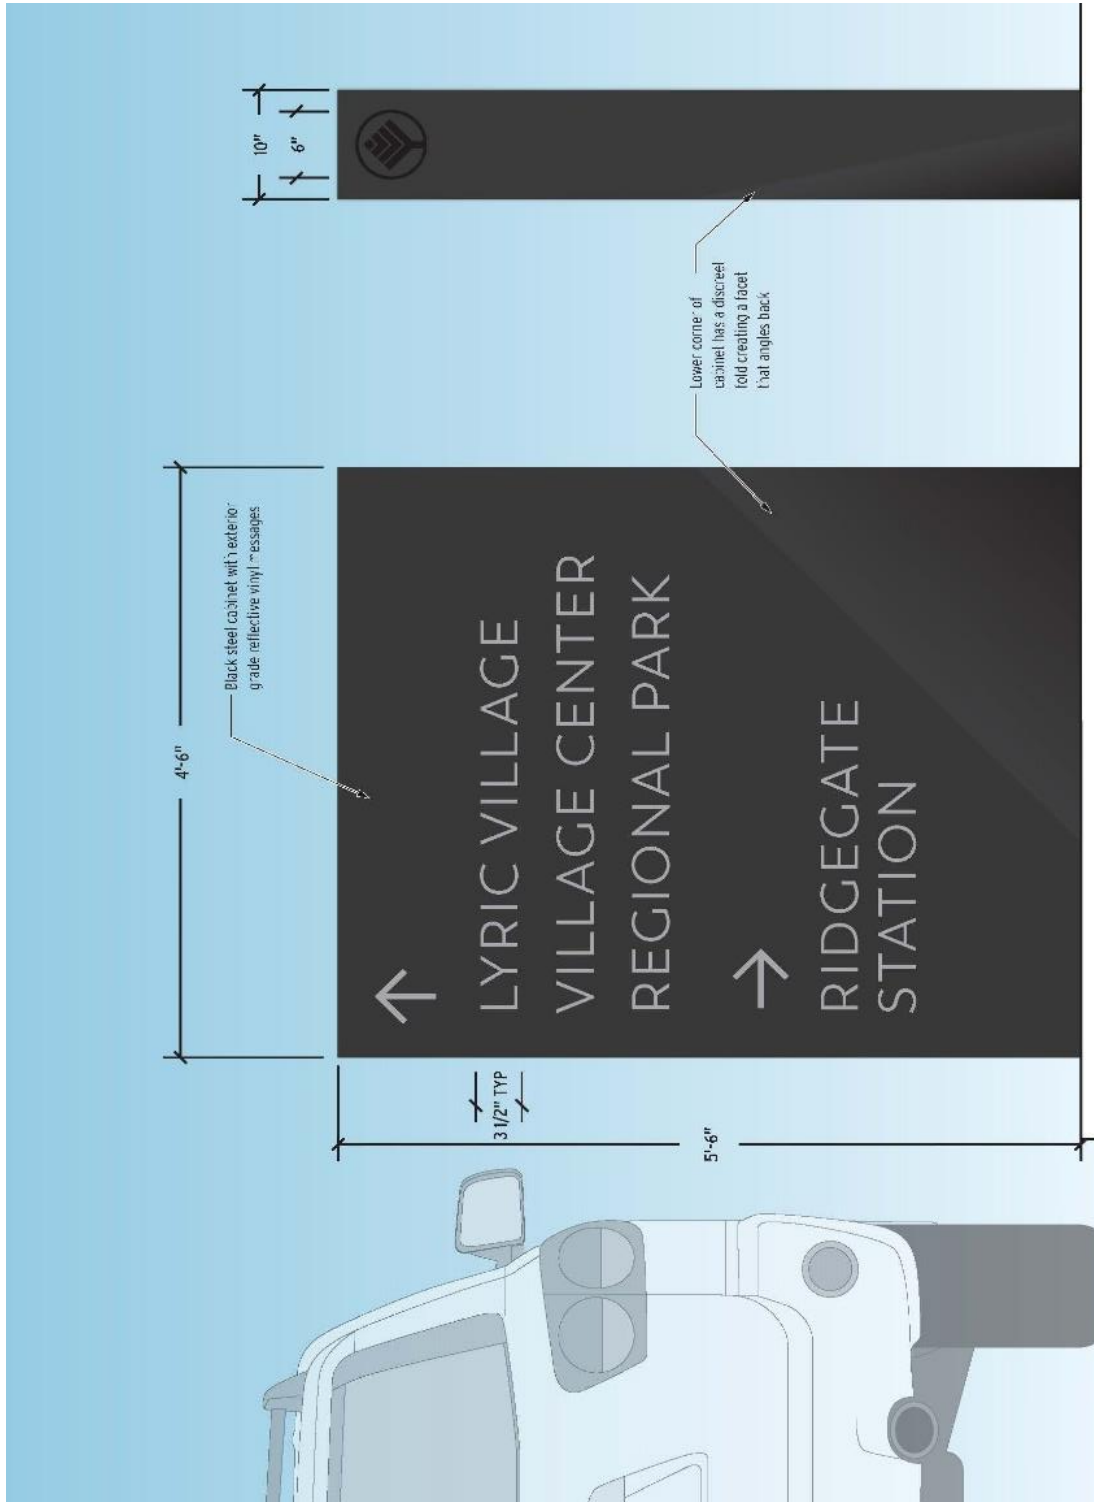 Black steel cabinet with exterior
grade reflective vinyl messages
4'-6"
10"
6"
3 1/2" TYP
5'-6"
LYRIC VILLAGE
VILLAGE CENTER
REGIONAL PARK
RIDGEGATE
STATION
Lower corner of
cabinet has a discreet
fold creating a facet
that angles back